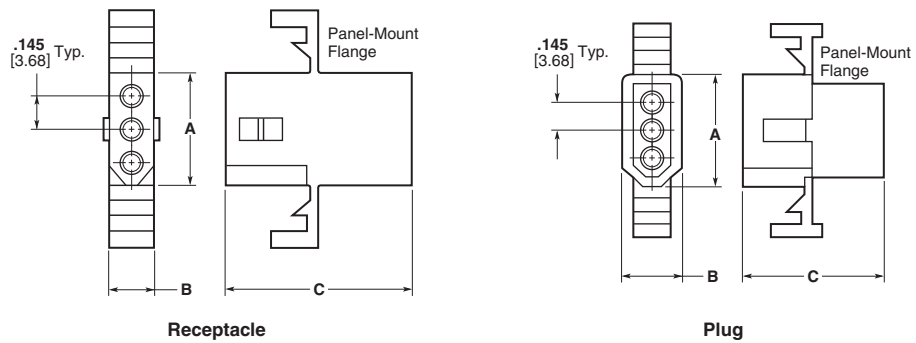 .145
[3.68] Typ.
Panel-Mount
Flange
A
B
C
Receptacle
.145
[3.68] Typ.
Panel-Mount
Flange
A
B
C
Plug